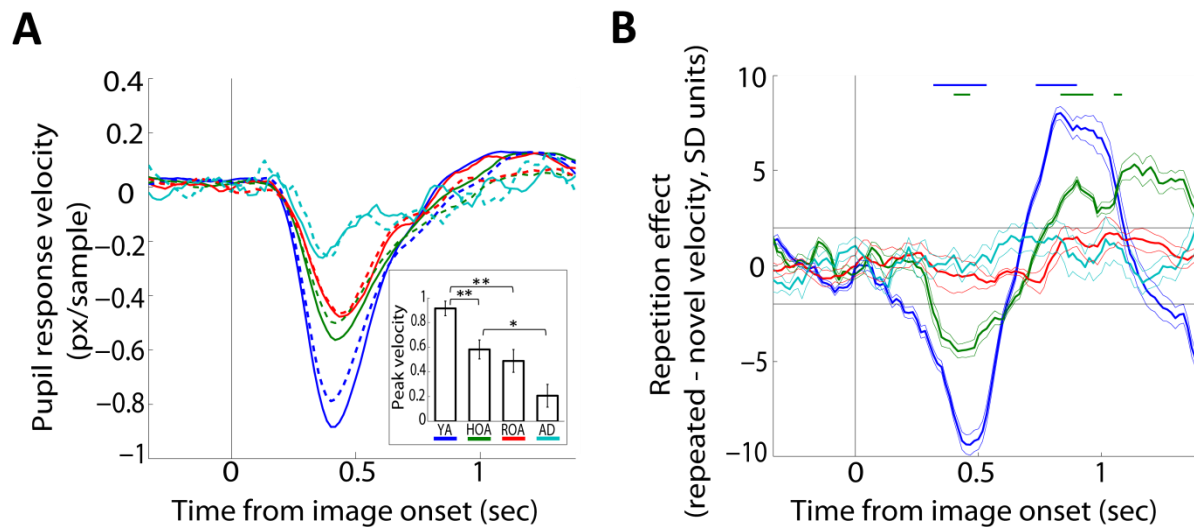 A
Pupil response velocity
(px/sample)
0.4
0.2
0
−0.2
−0.4
−0.6
−0.8
−1
0
0.5
1
Time from image onset (sec)
Peak velocity
1
0.8
0.6
0.4
0.2
0
**
**
*
YA HOA ROA AD
B
Repetition effect
(repeated - novel velocity, SD units)
10
5
0
−5
−10
0
0.5
1
Time from image onset (sec)